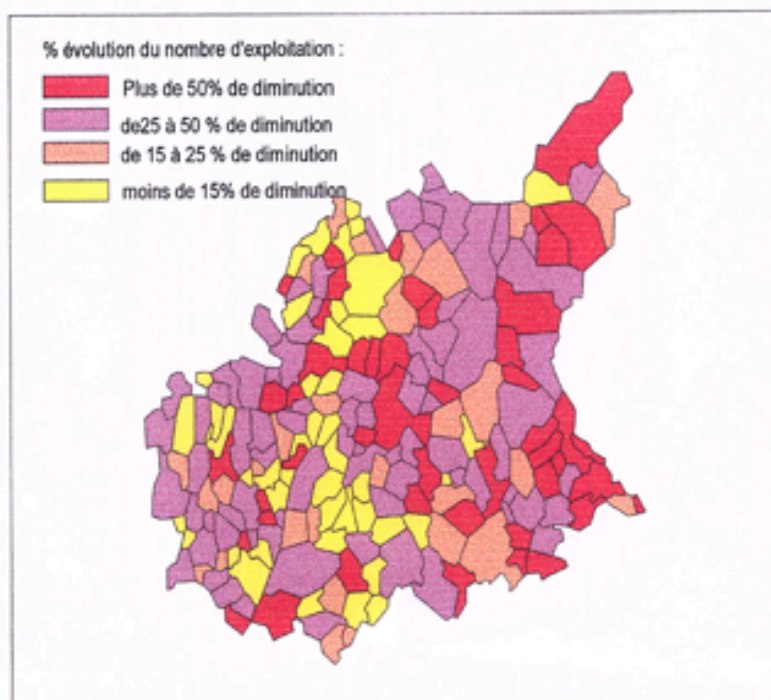 % évolution du nombre d'exploitation :
Plus de 50% de diminution
de25 à 50 % de diminution
de 15 à 25 % de diminution
moins de 15% de diminution